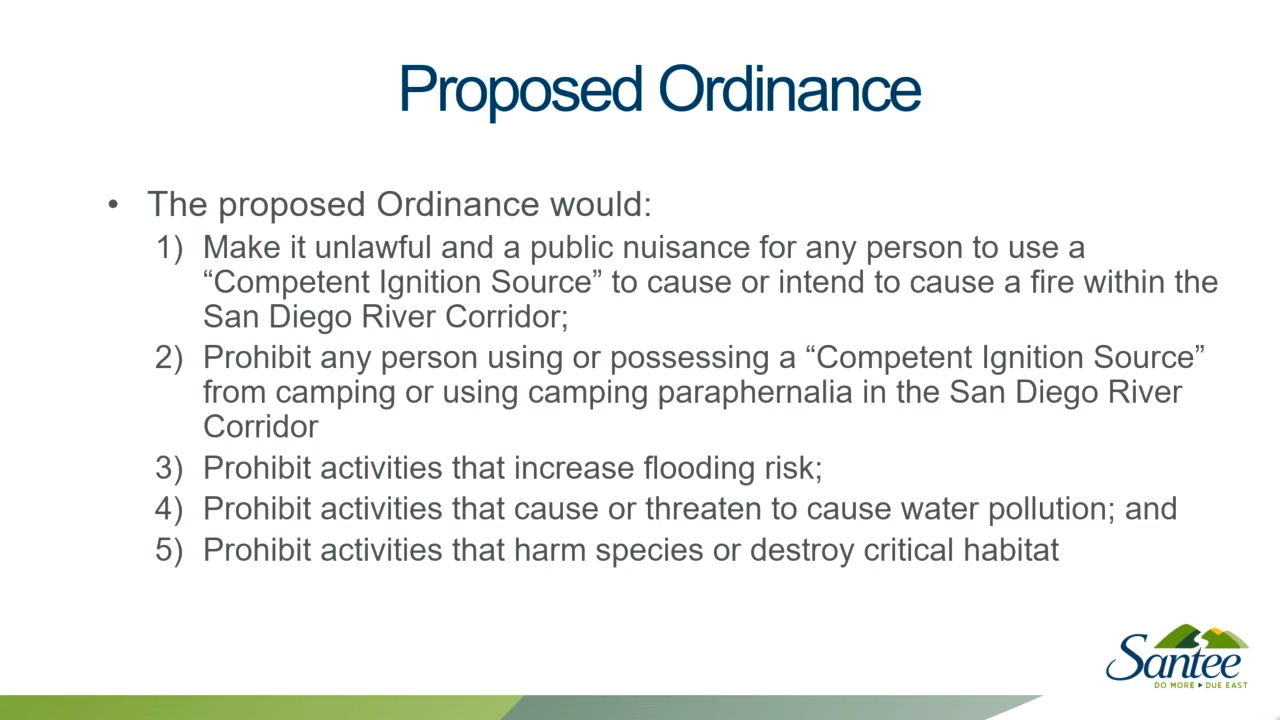 Proposed Ordinance
• The proposed Ordinance would:
1) Make it unlawful and a public nuisance for any person to use a
“Competent Ignition Source” to cause or intend to cause a fire within the
San Diego River Corridor;
2) Prohibit any person using or possessing a “Competent Ignition Source”
from camping or using camping paraphernalia in the San Diego River
Corridor
3) Prohibit activities that increase flooding risk;
4) Prohibit activities that cause or threaten to cause water pollution; and
5) Prohibit activities that harm species or destroy critical habitat
Santee
DO MORE ▸ DUE EAST